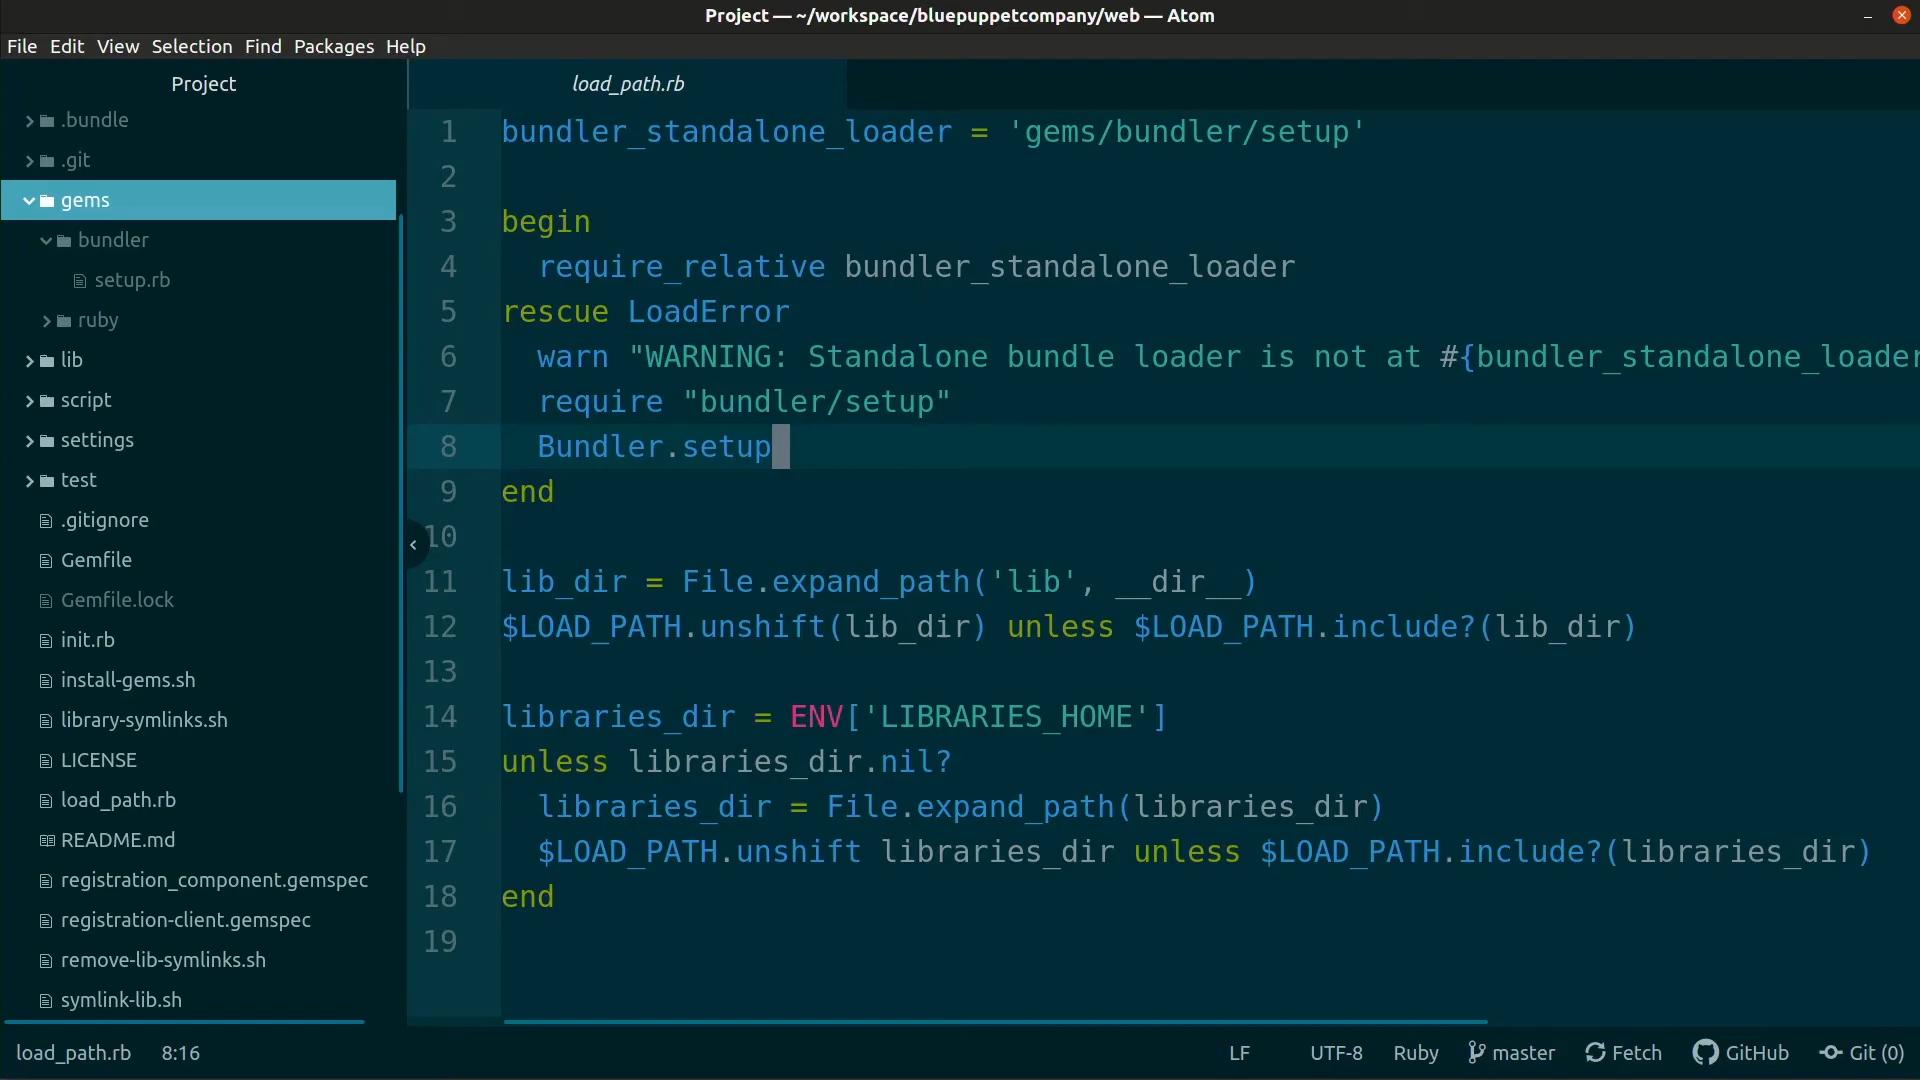 Project — ~/workspace/bluepuppetcompany/web — Atom
File Edit View Selection Find Packages Help
Project
.bundle
.git
gems
bundler
setup.rb
ruby
lib
script
settings
test
.gitignore
Gemfile
Gemfile.lock
init.rb
install-gems.sh
library-symlinks.sh
LICENSE
load_path.rb
README.md
registration_component.gemspec
registration-client.gemspec
remove-lib-symlinks.sh
symlink-lib.sh
load_path.rb
1 bundler_standalone_loader = 'gems/bundler/setup'
2
3 begin
4 require_relative bundler_standalone_loader
5 rescue LoadError
6 warn "WARNING: Standalone bundle loader is not at #{bundler_standalone_loader
7 require "bundler/setup"
8 Bundler.setup
9 end
10
11 lib_dir = File.expand_path('lib', __dir__)
12 $LOAD_PATH.unshift(lib_dir) unless $LOAD_PATH.include?(lib_dir)
13
14 libraries_dir = ENV['LIBRARIES_HOME']
15 unless libraries_dir.nil?
16 libraries_dir = File.expand_path(libraries_dir)
17 $LOAD_PATH.unshift libraries_dir unless $LOAD_PATH.include?(libraries_dir)
18 end
19
load_path.rb 8:16 LF UTF-8 Ruby master Fetch GitHub Git (0)